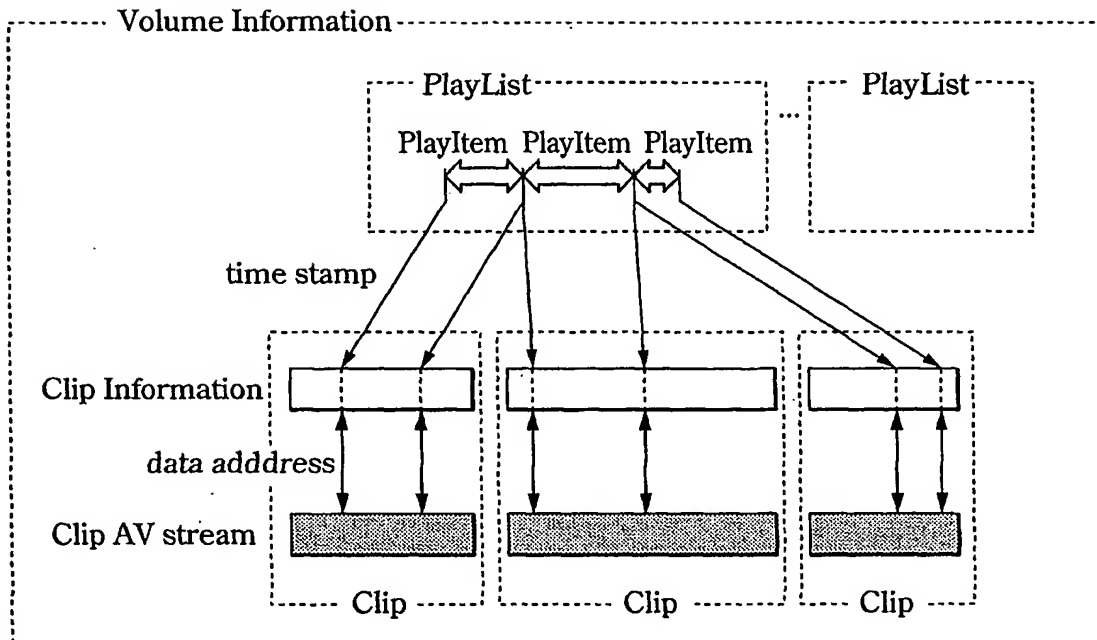 Volume Information
PlayList
PlayList
...
PlayItem PlayItem PlayItem
time stamp
Clip Information
data adddress
Clip AV stream
Clip
Clip
Clip